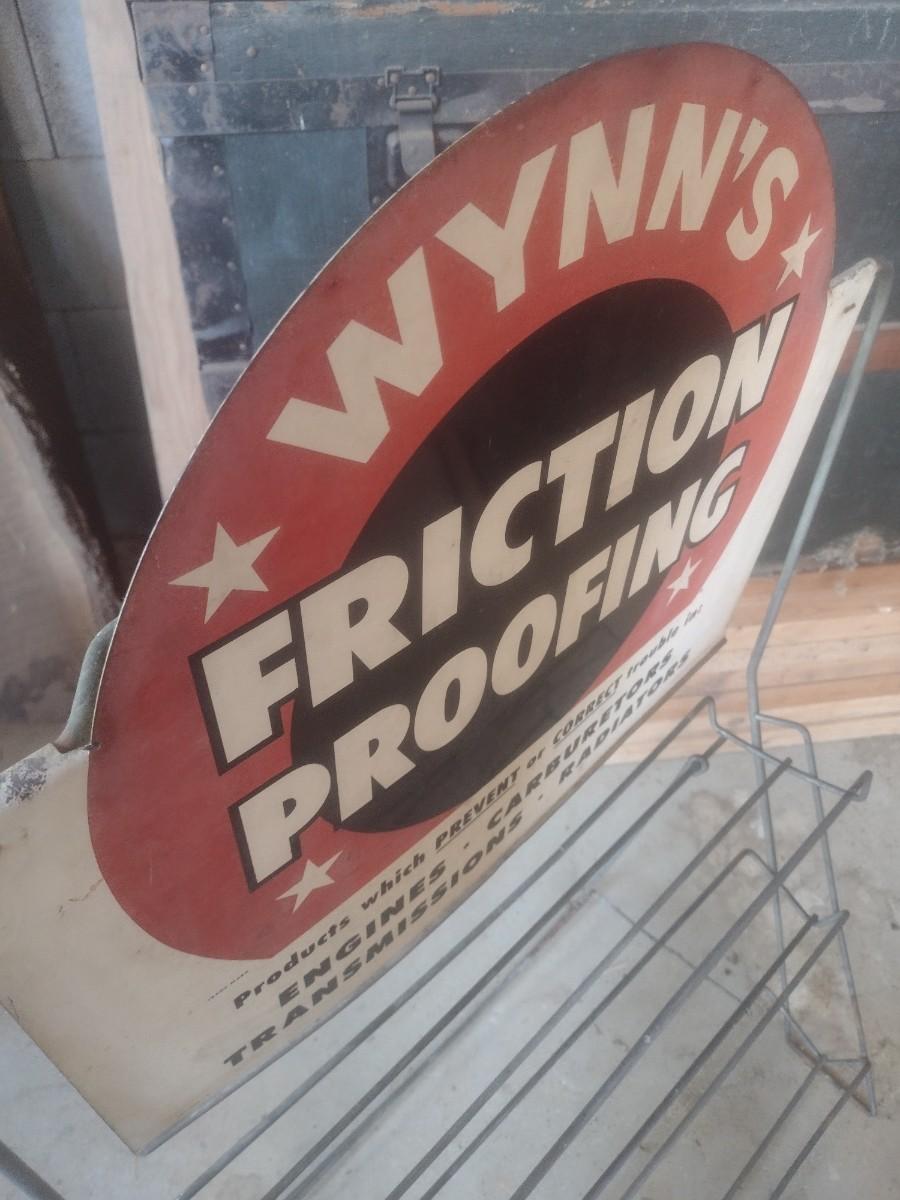 WYNN'S
FRICTION
PROOFING
Products which PREVENT or CORRECT trouble in:
ENGINES · CARBURETORS
TRANSMISSIONS · RADIATORS